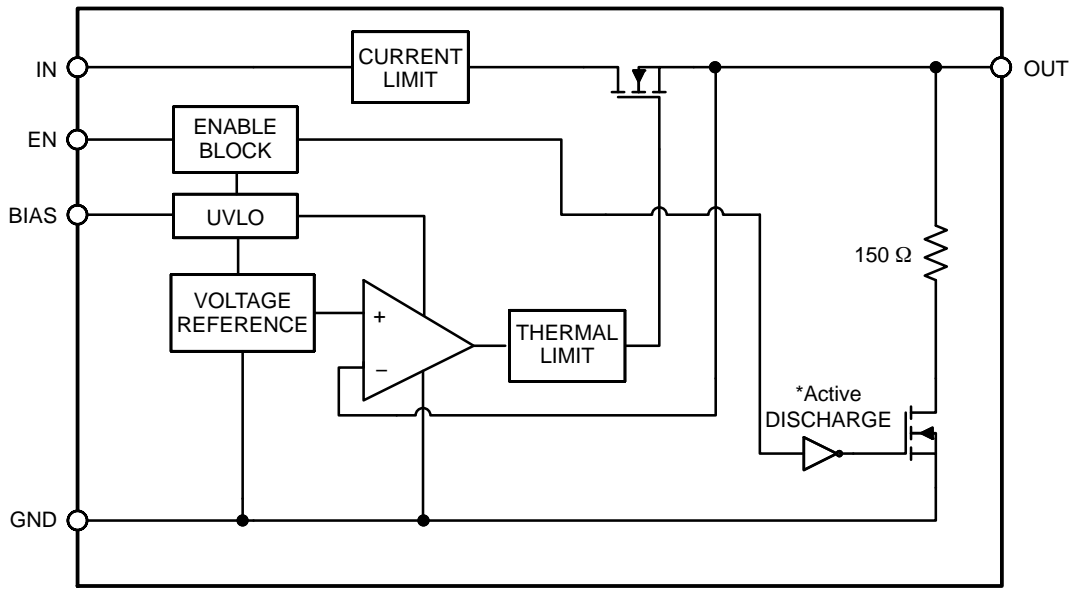 IN
CURRENT
LIMIT
OUT
EN
ENABLE
BLOCK
BIAS
UVLO
150 Ω
VOLTAGE
REFERENCE
+
−
THERMAL
LIMIT
*Active
DISCHARGE
GND